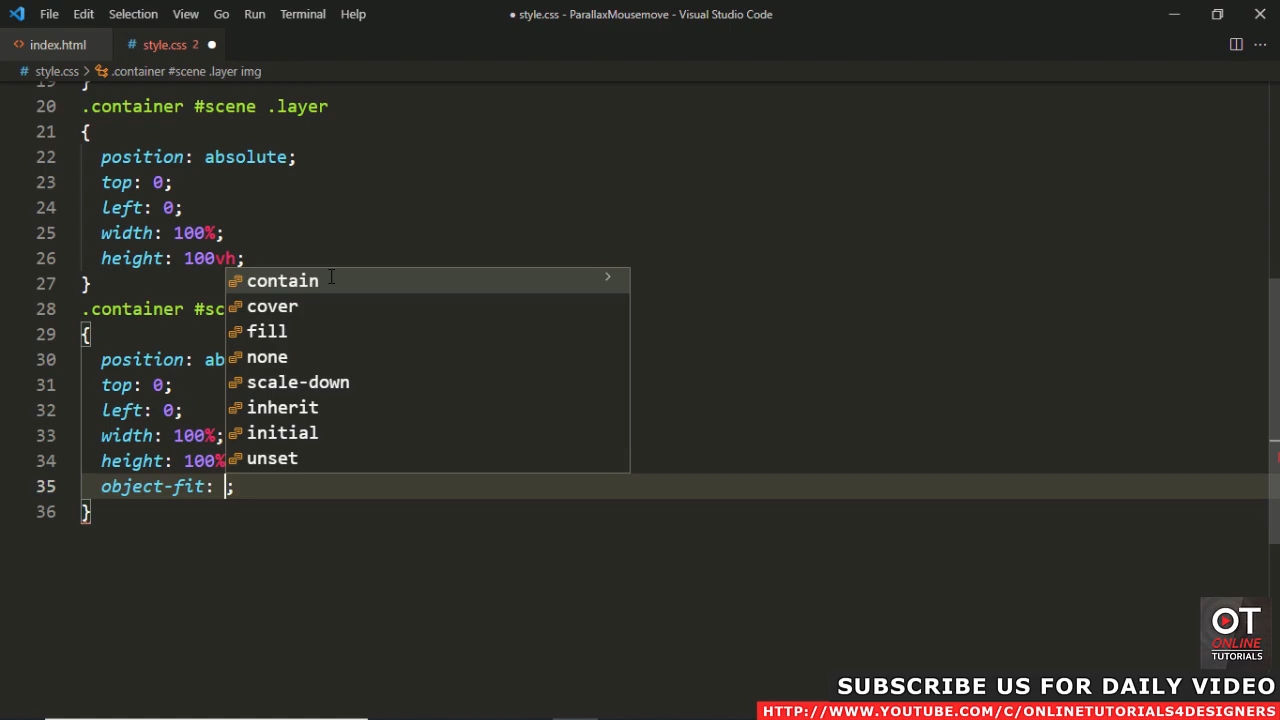 File Edit Selection View Go Run Terminal Help
● style.css - ParallaxMousemove - Visual Studio Code
index.html
# style.css 2 ●
# style.css > .container #scene .layer img
19 }
20 .container #scene .layer
21 {
22 position: absolute;
23 top: 0;
24 left: 0;
25 width: 100%;
26 height: 100vh;
27 }
28 .container #sc
29 {
30 position: ab
31 top: 0;
32 left: 0;
33 width: 100%;
34 height: 100%
35 object-fit: ;
36 }
contain
cover
fill
none
scale-down
inherit
initial
unset
OT
ONLINE
TUTORIALS
SUBSCRIBE US FOR DAILY VIDEO
HTTP://WWW.YOUTUBE.COM/C/ONLINETUTORIALS4DESIGNERS